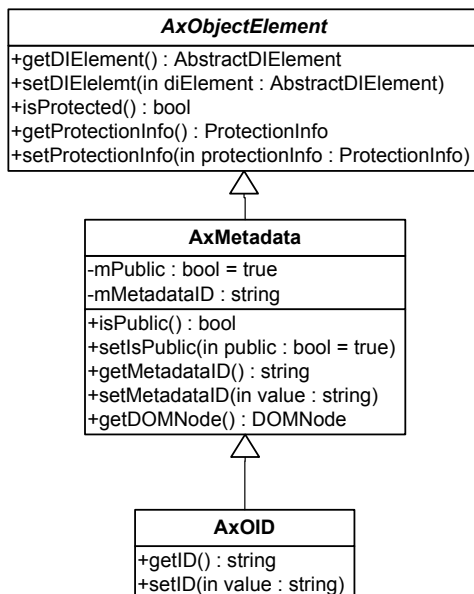 AxObjectElement
+getDIElement() : AbstractDIElement
+setDIElelemt(in diElement : AbstractDIElement)
+isProtected() : bool
+getProtectionInfo() : ProtectionInfo
+setProtectionInfo(in protectionInfo : ProtectionInfo)
AxMetadata
-mPublic : bool = true
-mMetadataID : string
+isPublic() : bool
+setIsPublic(in public : bool = true)
+getMetadataID() : string
+setMetadataID(in value : string)
+getDOMNode() : DOMNode
AxOID
+getID() : string
+setID(in value : string)